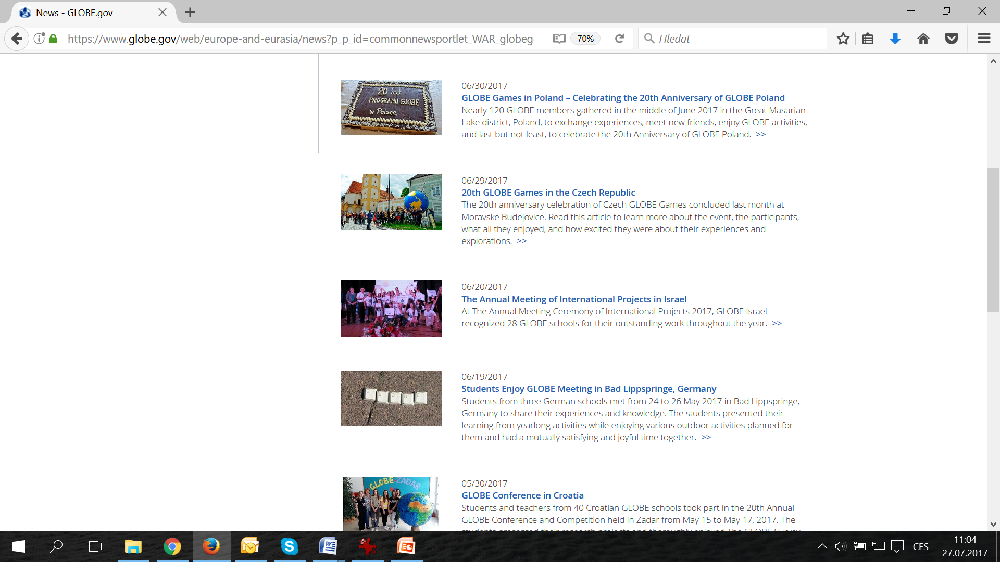 News - GLOBE.gov
https://www.globe.gov/web/europe-and-eurasia/news?p_p_id=commonnewsportlet_WAR_globego
70%
Hledat
20 lat
PROGRAMU GLOBE
w Polsce
06/30/2017
GLOBE Games in Poland – Celebrating the 20th Anniversary of GLOBE Poland
Nearly 120 GLOBE members gathered in the middle of June 2017 in the Great Masurian
Lake district, Poland, to exchange experiences, meet new friends, enjoy GLOBE activities,
and last but not least, to celebrate the 20th Anniversary of GLOBE Poland. >>
06/29/2017
20th GLOBE Games in the Czech Republic
The 20th anniversary celebration of Czech GLOBE Games concluded last month at
Moravske Budejovice. Read this article to learn more about the event, the participants,
what all they enjoyed, and how excited they were about their experiences and
explorations. >>
06/20/2017
The Annual Meeting of International Projects in Israel
At The Annual Meeting Ceremony of International Projects 2017, GLOBE Israel
recognized 28 GLOBE schools for their outstanding work throughout the year. >>
GLOBE
06/19/2017
Students Enjoy GLOBE Meeting in Bad Lippspringe, Germany
Students from three German schools met from 24 to 26 May 2017 in Bad Lippspringe,
Germany to share their experiences and knowledge. The students presented their
learning from yearlong activities while enjoying various outdoor activities planned for
them and had a mutually satisfying and joyful time together. >>
GLOBE ZADAR
05/30/2017
GLOBE Conference in Croatia
Students and teachers from 40 Croatian GLOBE schools took part in the 20th Annual
GLOBE Conference and Competition held in Zadar from May 15 to May 17, 2017. The
students presented their research projects and thoroughly enjoyed The GLOBE Survey
CES
11:04
27.07.2017